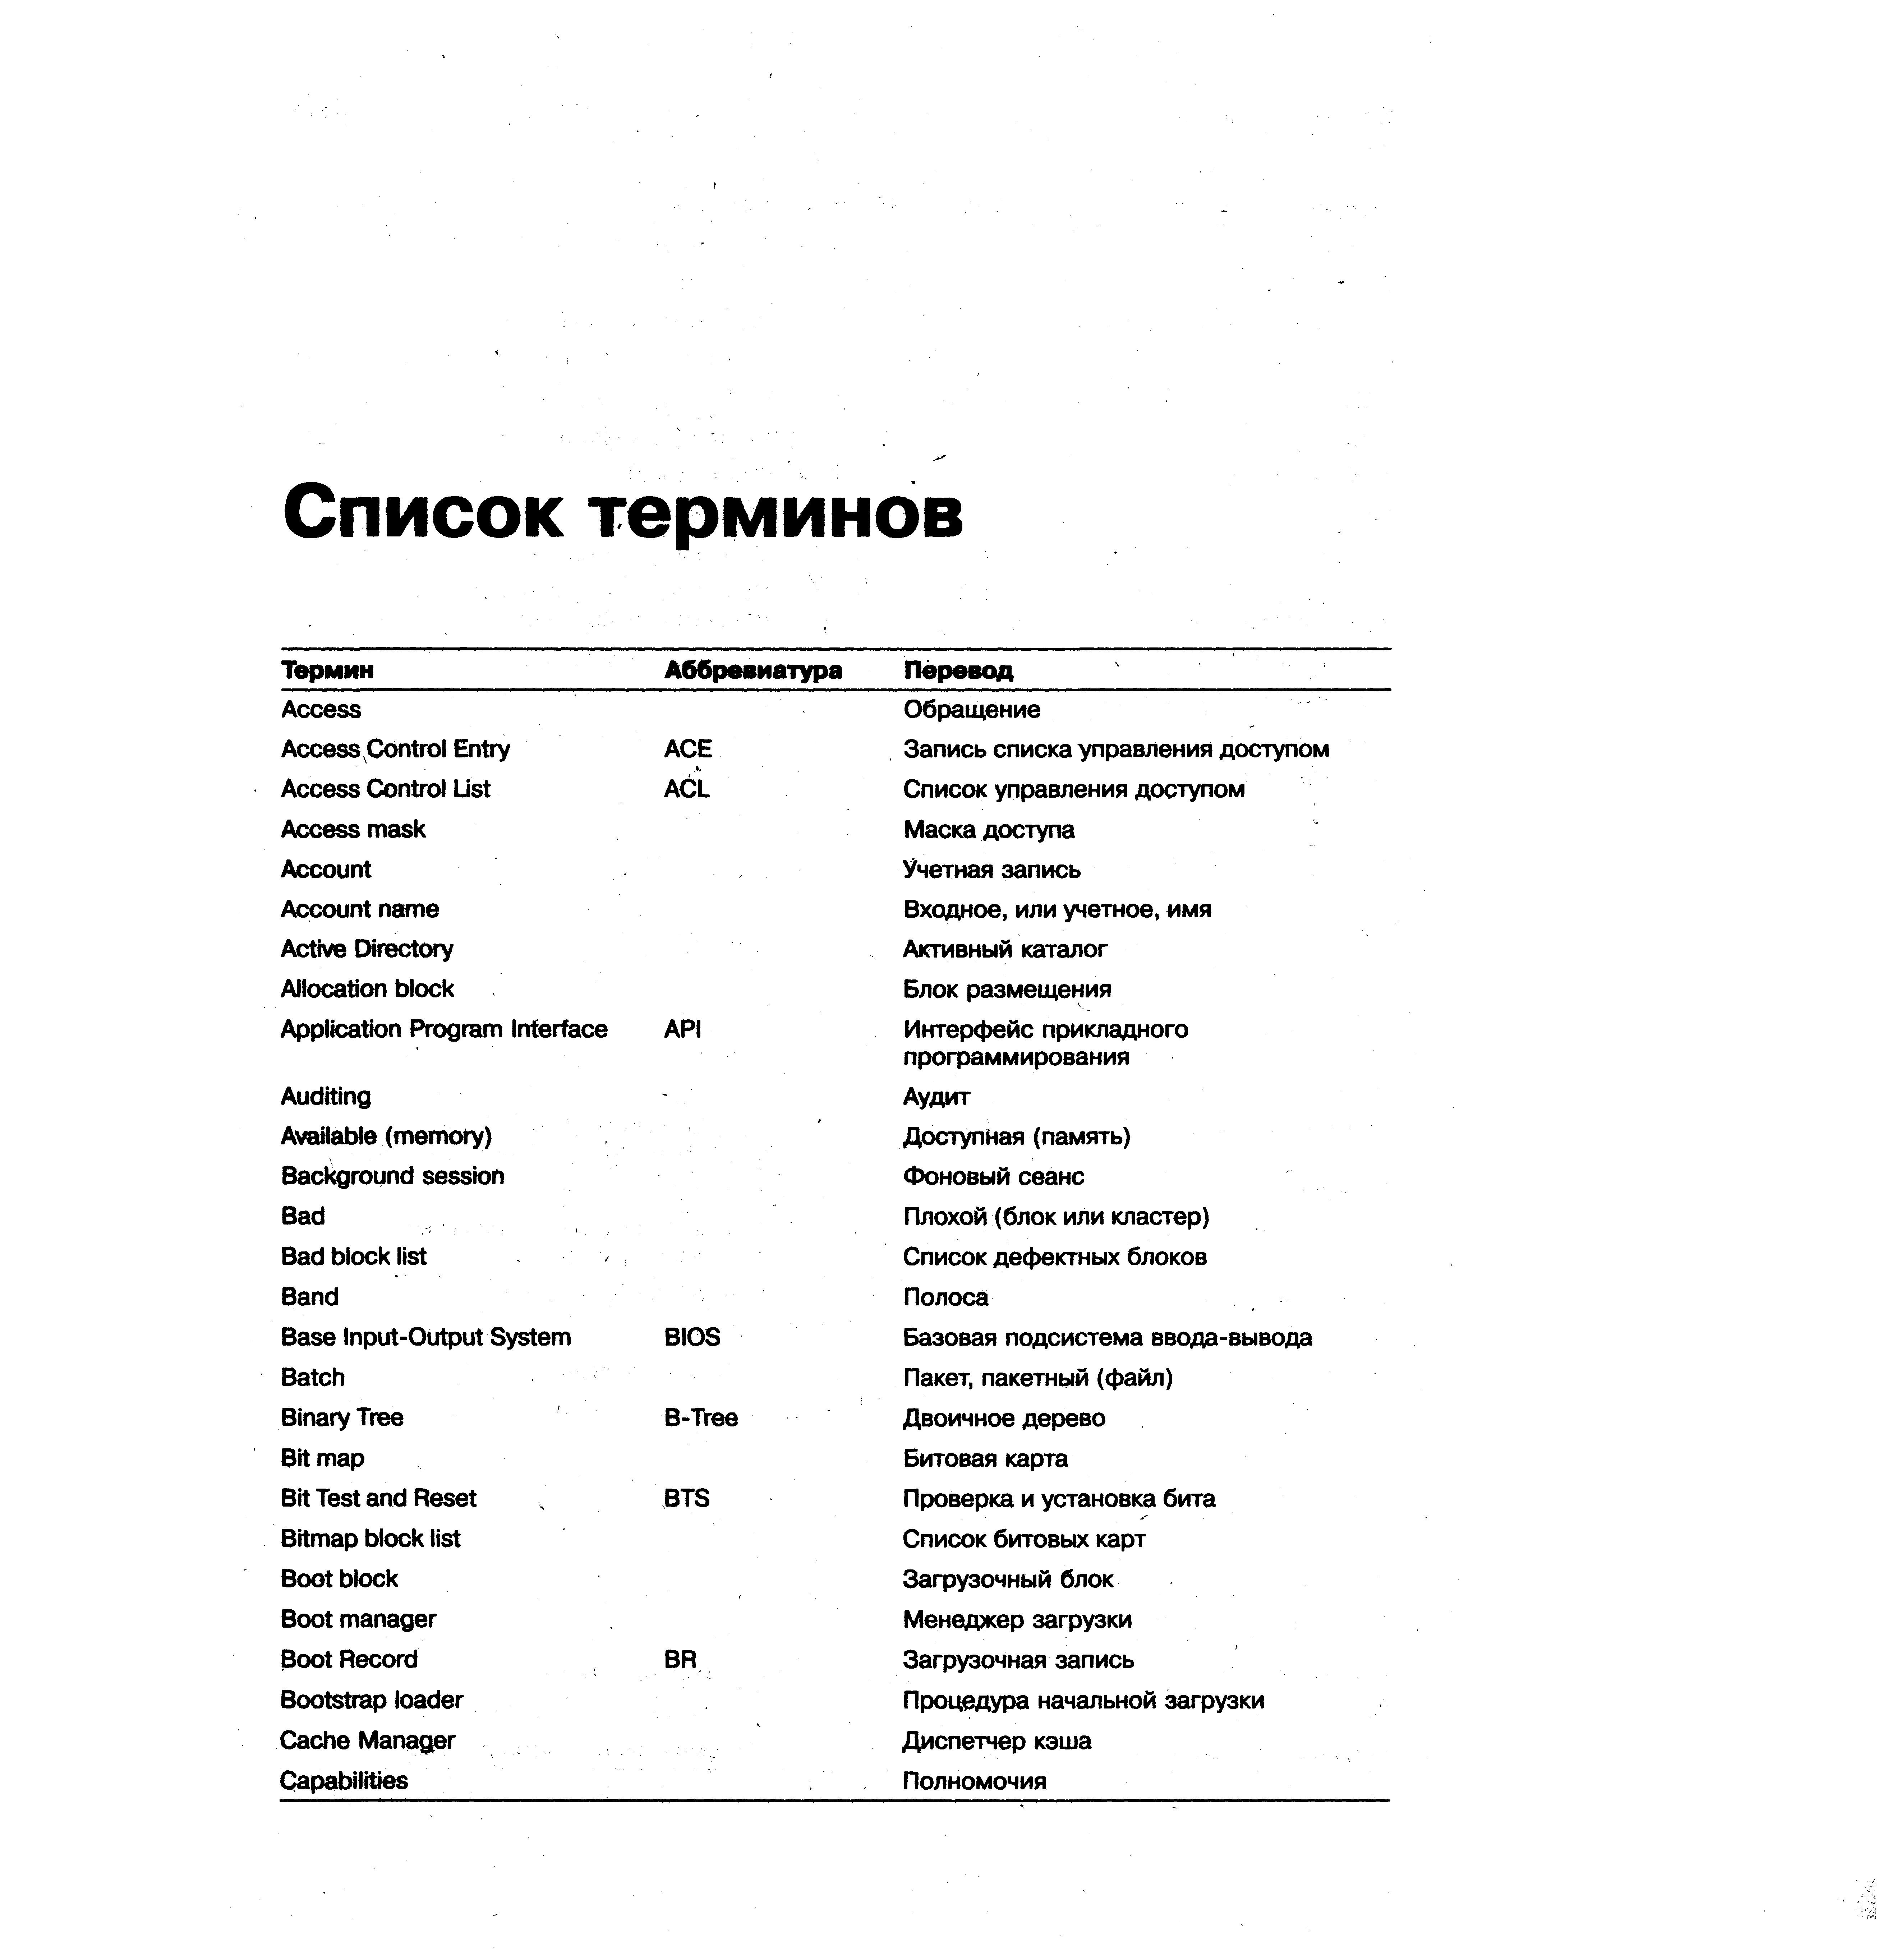 Список терминов
Термин Аббревиатура Перевод
Access Обращение
Access Control Entry ACE Запись списка управления доступом
Access Control List ACL Список управления доступом
Access mask Маска доступа
Account Учетная запись
Account name Входное, или учетное, имя
Active Directory Активный каталог
Allocation block Блок размещения
Application Program Interface API Интерфейс прикладного
программирования
Auditing Аудит
Available (memory) Доступная (память)
Background session Фоновый сеанс
Bad Плохой (блок или кластер)
Bad block list Список дефектных блоков
Band Полоса
Base Input-Output System BIOS Базовая подсистема ввода-вывода
Batch Пакет, пакетный (файл)
Binary Tree B-Tree Двоичное дерево
Bit map Битовая карта
Bit Test and Reset BTS Проверка и установка бита
Bitmap block list Список битовых карт
Boot block Загрузочный блок
Boot manager Менеджер загрузки
Boot Record BR Загрузочная запись
Bootstrap loader Процедура начальной загрузки
Cache Manager Диспетчер кэша
Capabilities Полномочия